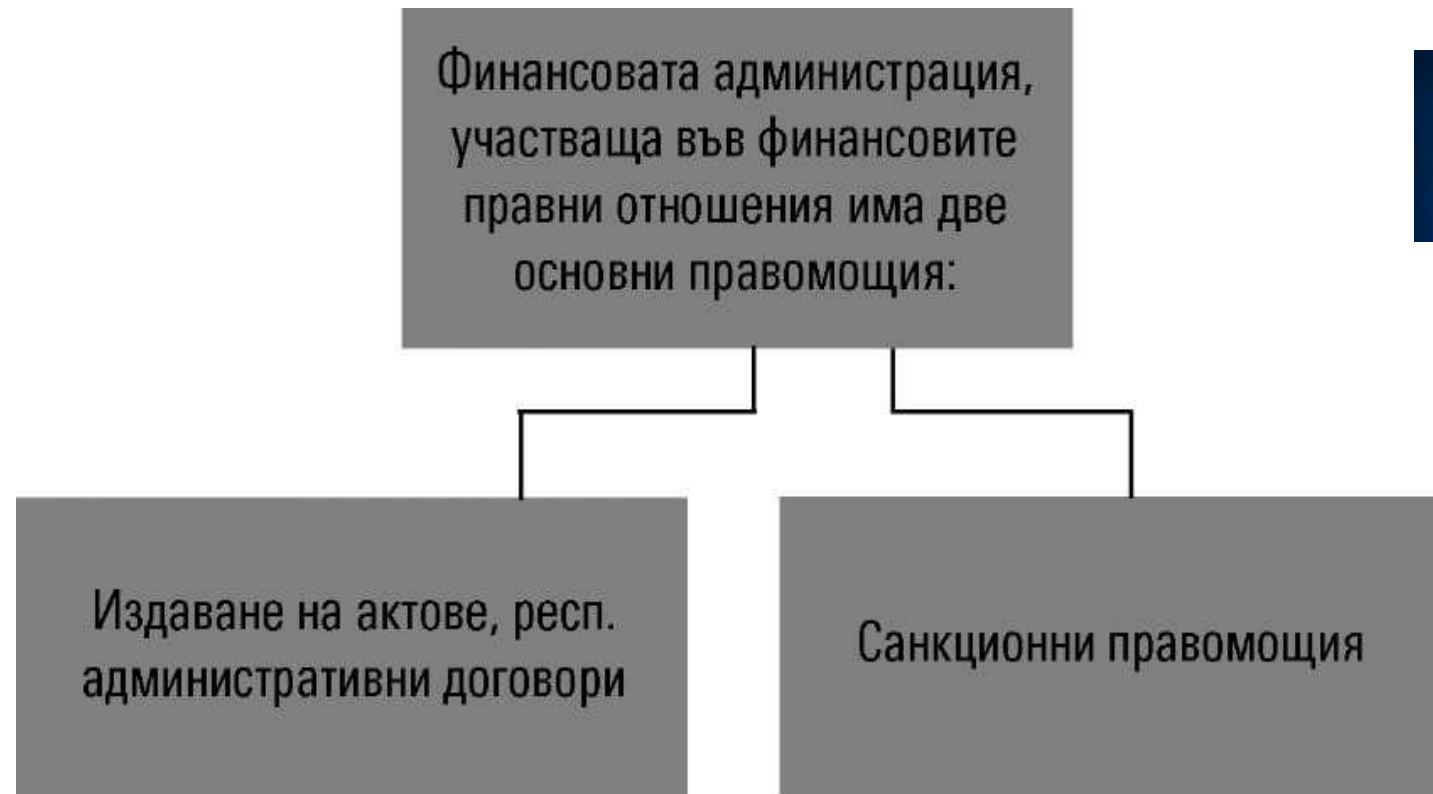 Финансовата администрация,
участваща във финансовите
правни отношения има две
основни правомощия:
Издаване на актове, респ.
административни договори
Санкционни правомощия